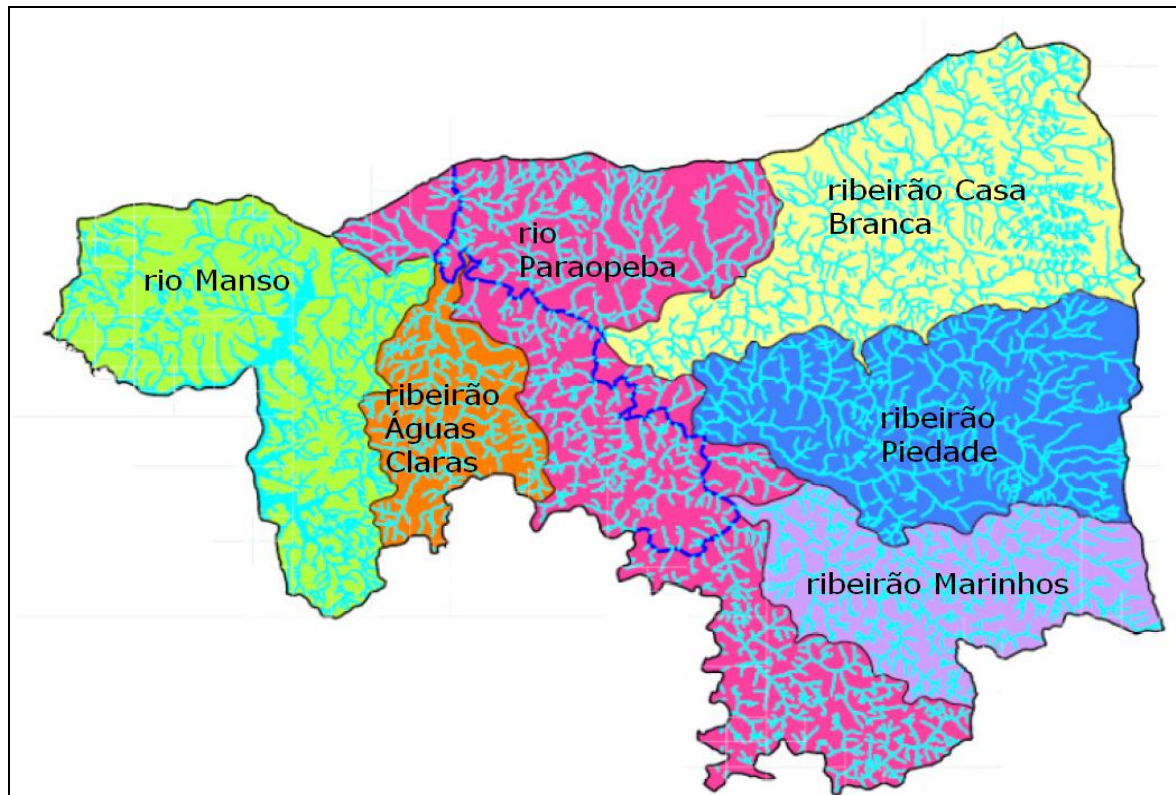 ribeirão Casa
Branca
rio
Paraopeba
rio Manso
ribeirão
Águas
Claras
ribeirão
Piedade
ribeirão Marinhos